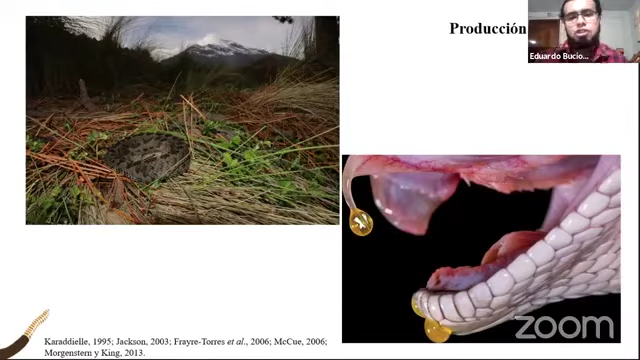 Producción
Eduardo Bucio...
Karaddielle, 1995; Jackson, 2003; Frayre-Torres et al., 2006; McCue, 2006;
Morgenstern y King, 2013.
zoom